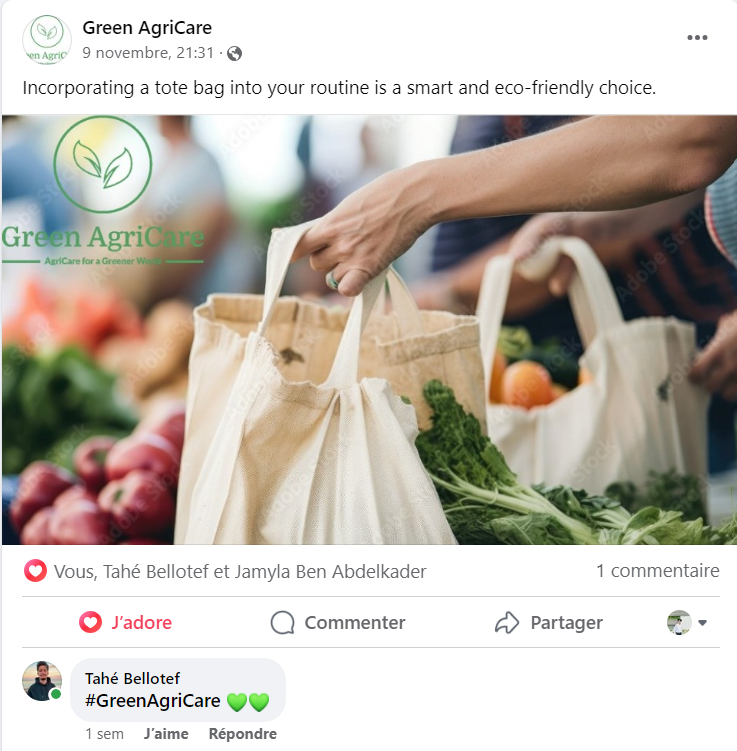 Green AgriCare
9 novembre, 21:31 ·
Incorporating a tote bag into your routine is a smart and eco-friendly choice.
Green AgriCare
AgriCare for a Greener World
Adobe Stock
Vous, Tahé Bellotef et Jamyla Ben Abdelkader
1 commentaire
J'adore
Commenter
Partager
Tahé Bellotef
#GreenAgriCare 💚💚
1 sem J'aime Répondre